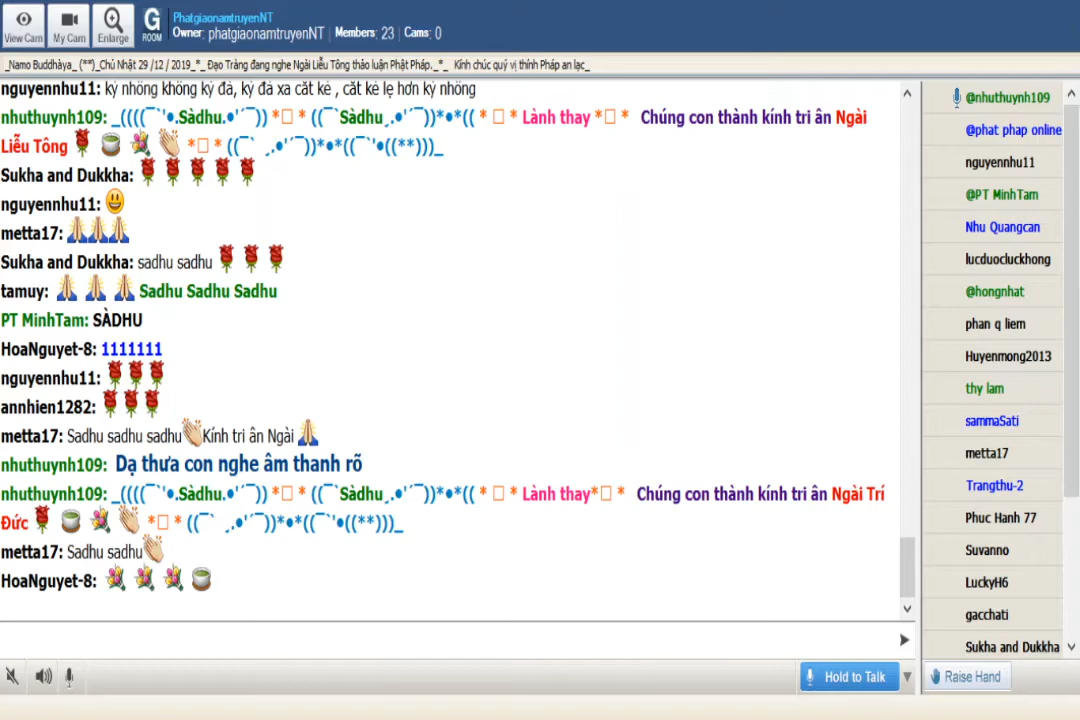 PhatgiaonamtruyenNT
Owner: phatgiaonamtruyenNT | Members: 23 | Cams: 0
View Cam My Cam Enlarge G ROOM
_Namo Buddhàya_ (**)_Chú Nhật 29 /12 / 2019_*_ Đạo Tràng đang nghe Ngài Liễu Tông thảo luận Phật Pháp._*_ Kính chúc quý vị thính Pháp an lạc_
nguyennhu11: kỳ nhông không kỳ đà, kỳ đà xa cắt ké , cắt ké lẹ hơn kỳ nhông
nhuthuynh109: _((((¯`'•.Sàdhu.•'´¯)) *□ * ((¯`Sàdhu¸.•'´¯))*•*(( * □ * Lành thay *□ * Chúng con thành kính tri ân Ngài
Liễu Tông *□ * ((¯` ¸.•'´¯))*•*((¯`'•((**)))_
Sukha and Dukkha:
nguyennhu11:
metta17:
Sukha and Dukkha: sadhu sadhu
tamuy: Sadhu Sadhu Sadhu
PT MinhTam: SÀDHU
HoaNguyet-8: 1111111
nguyennhu11:
annhien1282:
metta17: Sadhu sadhu sadhu Kính tri ân Ngài
nhuthuynh109: Dạ thưa con nghe âm thanh rõ
nhuthuynh109: _((((¯`'•.Sàdhu.•'´¯)) *□ * ((¯`Sàdhu¸.•'´¯))*•*(( * □ * Lành thay*□ * Chúng con thành kính tri ân Ngài Trí
Đức *□ * ((¯` ¸.•'´¯))*•*((¯`'•((**)))_
metta17: Sadhu sadhu
HoaNguyet-8:
@nhuthuynh109
@phat phap online
nguyennhu11
@PT MinhTam
Nhu Quangcan
lucduocluckhong
@hongnhat
phan q liem
Huyenmong2013
thy lam
sammaSati
metta17
Trangthu-2
Phuc Hanh 77
Suvanno
LuckyH6
gacchati
Sukha and Dukkha
Hold to Talk
Raise Hand